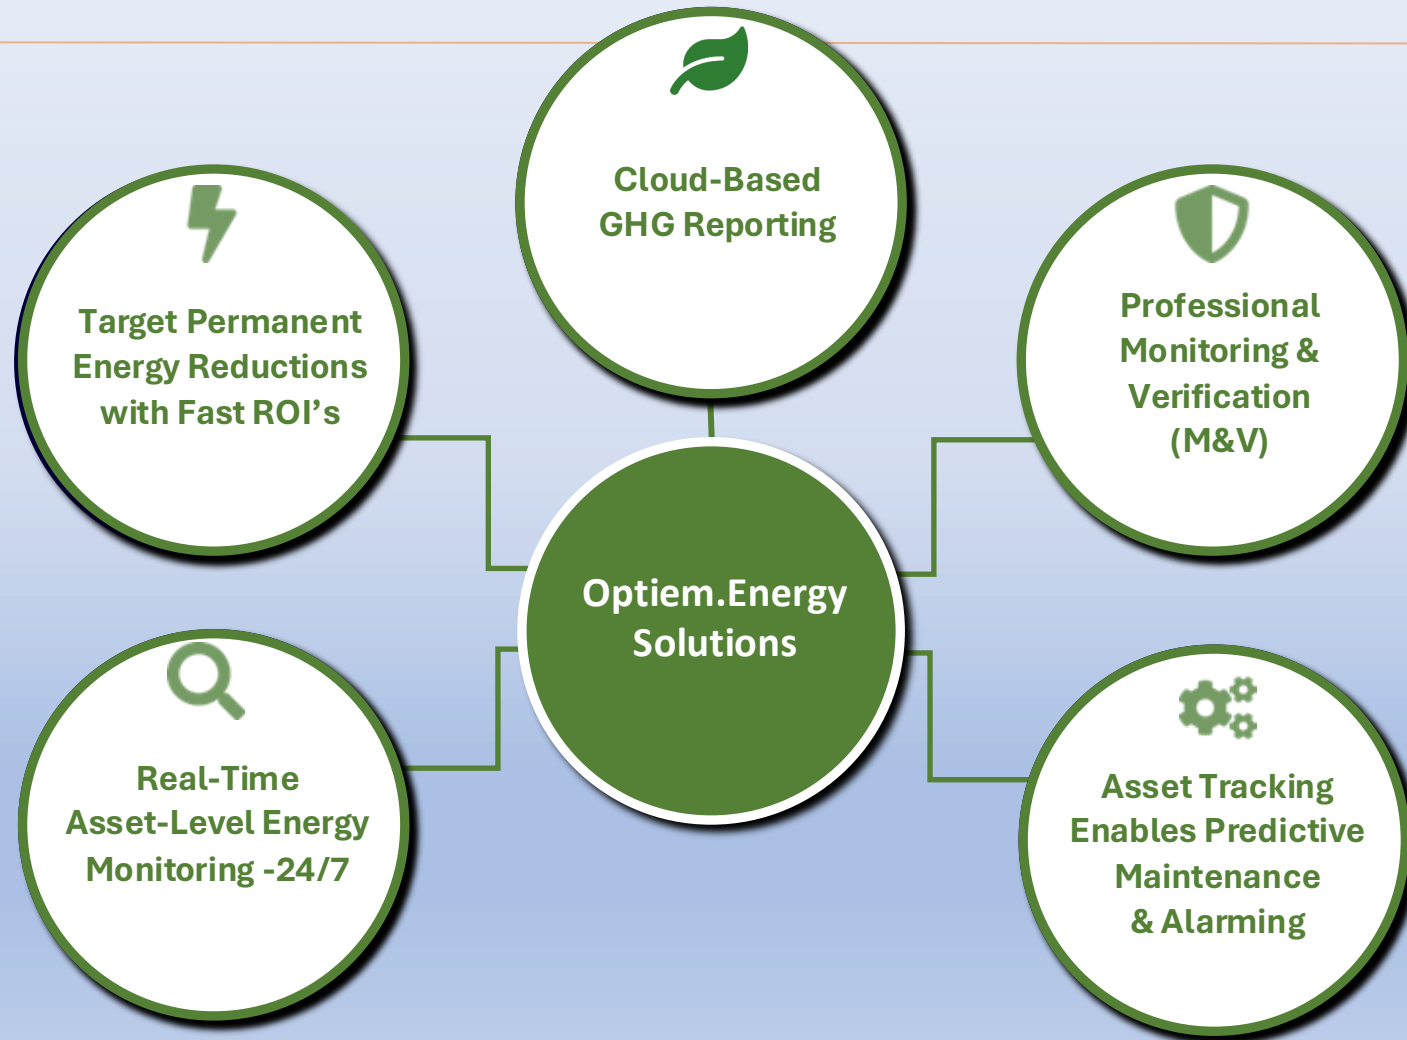 Cloud-Based
GHG Reporting
Target Permanent
Energy Reductions
with Fast ROI’s
Professional
Monitoring &
Verification
(M&V)
Optiem.Energy
Solutions
Real-Time
Asset-Level Energy
Monitoring -24/7
Asset Tracking
Enables Predictive
Maintenance
& Alarming